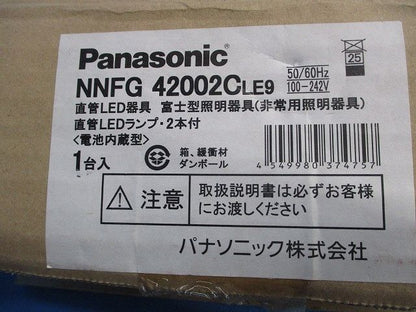 Panasonic®
NNFG 42002CLE9
50/60Hz
100-242V
25
直管LED器具 富士型照明器具(非常用照明器具)
直管LEDランプ・2本付
<電池内蔵型>
1台入
箱、緩衝材
ダンボール
4 549980 374757
注意
取扱説明書は必ずお客様に
にお渡しください。
パナソニック株式会社